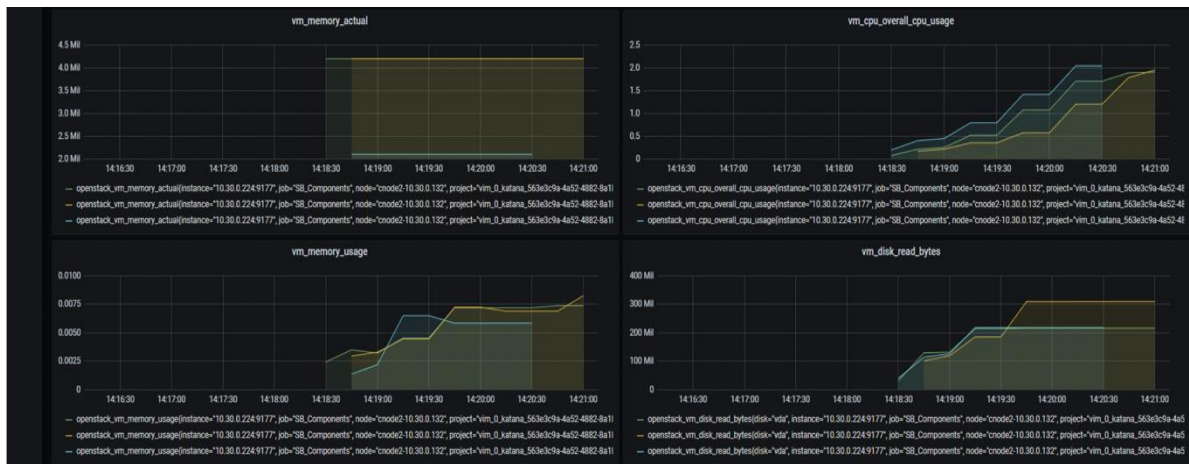 vm_memory_actual
4.5 Mil
4.0 Mil
3.5 Mil
3.0 Mil
2.5 Mil
2.0 Mil
14:16:30 14:17:00 14:17:30 14:18:00 14:18:30 14:19:00 14:19:30 14:20:00 14:20:30 14:21:00
openstack_vm_memory_actual{instance="10.30.0.224:9177", job="SB_Components", node="cnode2-10.30.0.132", project="vim_0_katana_563e3c9a-4a52-4882-8a1
openstack_vm_memory_actual{instance="10.30.0.224:9177", job="SB_Components", node="cnode2-10.30.0.132", project="vim_0_katana_563e3c9a-4a52-4882-8a1
openstack_vm_memory_actual{instance="10.30.0.224:9177", job="SB_Components", node="cnode2-10.30.0.132", project="vim_0_katana_563e3c9a-4a52-4882-8a1
vm_cpu_overall_cpu_usage
2.5
2.0
1.5
1.0
0.5
0
14:16:30 14:17:00 14:17:30 14:18:00 14:18:30 14:19:00 14:19:30 14:20:00 14:20:30 14:21:00
openstack_vm_cpu_overall_cpu_usage{instance="10.30.0.224:9177", job="SB_Components", node="cnode2-10.30.0.132", project="vim_0_katana_563e3c9a-4a52-48
openstack_vm_cpu_overall_cpu_usage{instance="10.30.0.224:9177", job="SB_Components", node="cnode2-10.30.0.132", project="vim_0_katana_563e3c9a-4a52-48
openstack_vm_cpu_overall_cpu_usage{instance="10.30.0.224:9177", job="SB_Components", node="cnode2-10.30.0.132", project="vim_0_katana_563e3c9a-4a52-48
vm_memory_usage
0.0100
0.0075
0.0050
0.0025
0
14:16:30 14:17:00 14:17:30 14:18:00 14:18:30 14:19:00 14:19:30 14:20:00 14:20:30 14:21:00
openstack_vm_memory_usage{instance="10.30.0.224:9177", job="SB_Components", node="cnode2-10.30.0.132", project="vim_0_katana_563e3c9a-4a52-4882-8a1
openstack_vm_memory_usage{instance="10.30.0.224:9177", job="SB_Components", node="cnode2-10.30.0.132", project="vim_0_katana_563e3c9a-4a52-4882-8a1
openstack_vm_memory_usage{instance="10.30.0.224:9177", job="SB_Components", node="cnode2-10.30.0.132", project="vim_0_katana_563e3c9a-4a52-4882-8a1
vm_disk_read_bytes
400 Mil
300 Mil
200 Mil
100 Mil
0
14:16:30 14:17:00 14:17:30 14:18:00 14:18:30 14:19:00 14:19:30 14:20:00 14:20:30 14:21:00
openstack_vm_disk_read_bytes{disk="vda", instance="10.30.0.224:9177", job="SB_Components", node="cnode2-10.30.0.132", project="vim_0_katana_563e3c9a-4a5
openstack_vm_disk_read_bytes{disk="vda", instance="10.30.0.224:9177", job="SB_Components", node="cnode2-10.30.0.132", project="vim_0_katana_563e3c9a-4a5
openstack_vm_disk_read_bytes{disk="vda", instance="10.30.0.224:9177", job="SB_Components", node="cnode2-10.30.0.132", project="vim_0_katana_563e3c9a-4a5